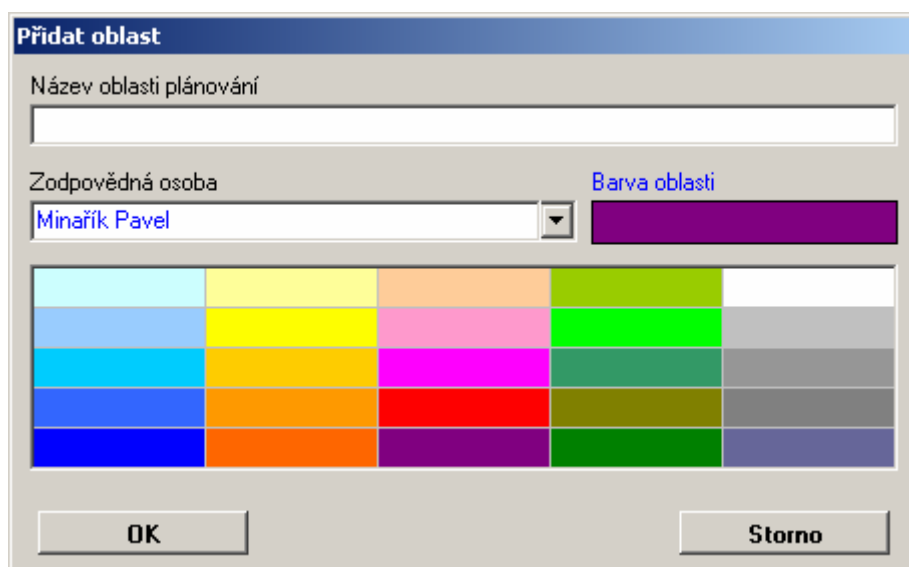 Přidat oblast
Název oblasti plánování
Zodpovědná osoba
Barva oblasti
Minařík Pavel
OK
Storno